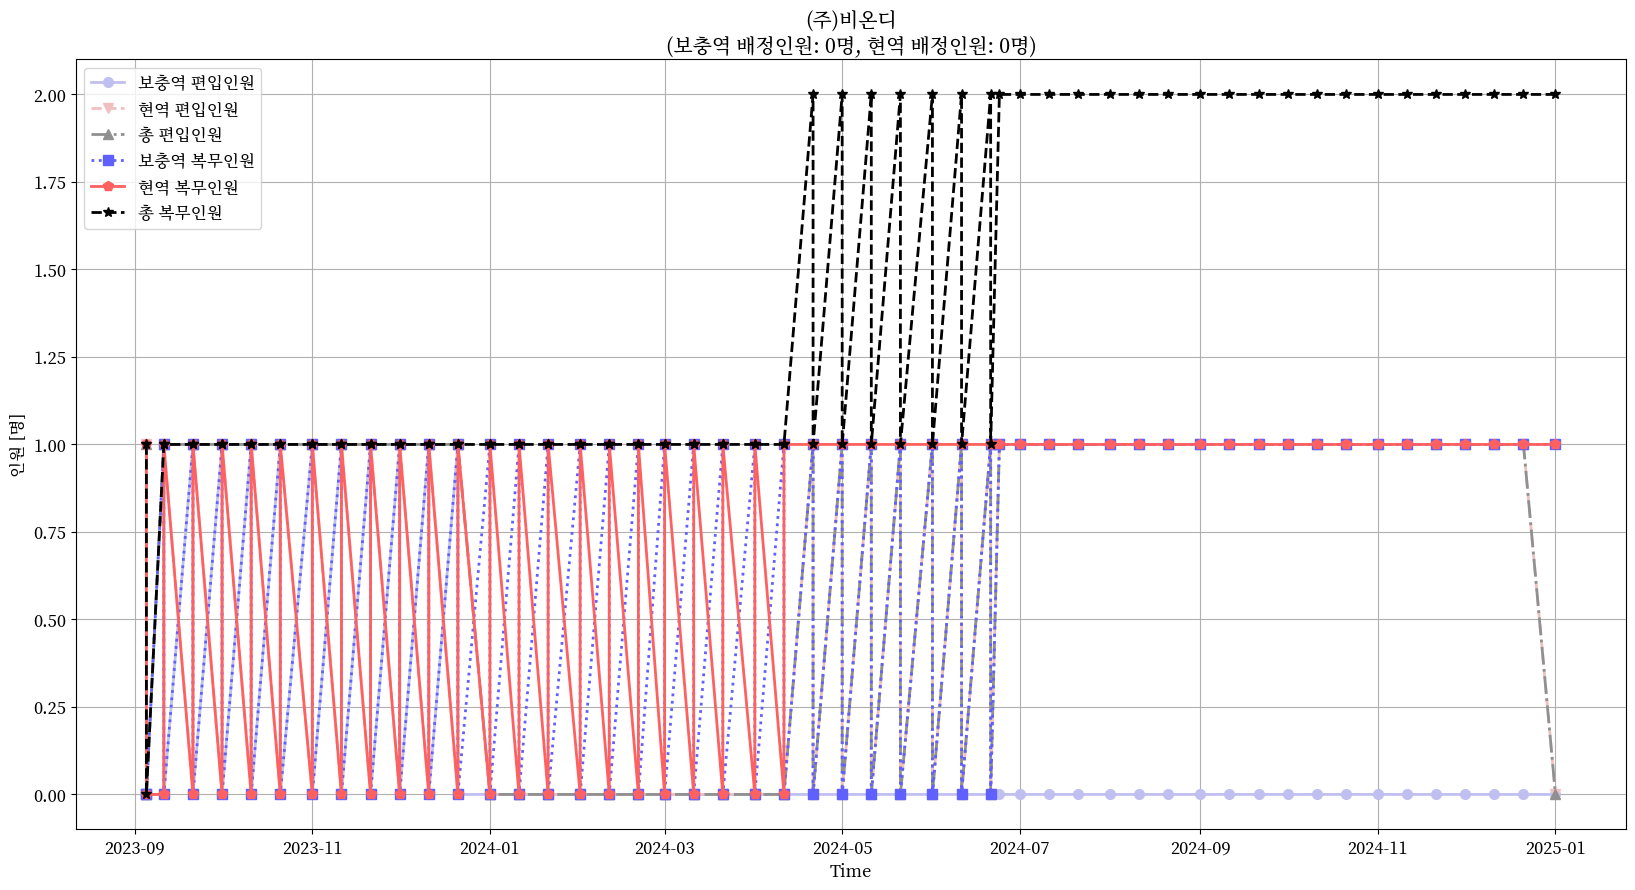 (주)비온디
(보충역 배정인원: 0명, 현역 배정인원: 0명)
보충역 편입인원
현역 편입인원
총 편입인원
보충역 복무인원
현역 복무인원
총 복무인원
2.00
1.75
1.50
1.25
1.00
0.75
0.50
0.25
0.00
인원 [명]
2023-09 2023-11 2024-01 2024-03 2024-05 2024-07 2024-09 2024-11 2025-01
Time